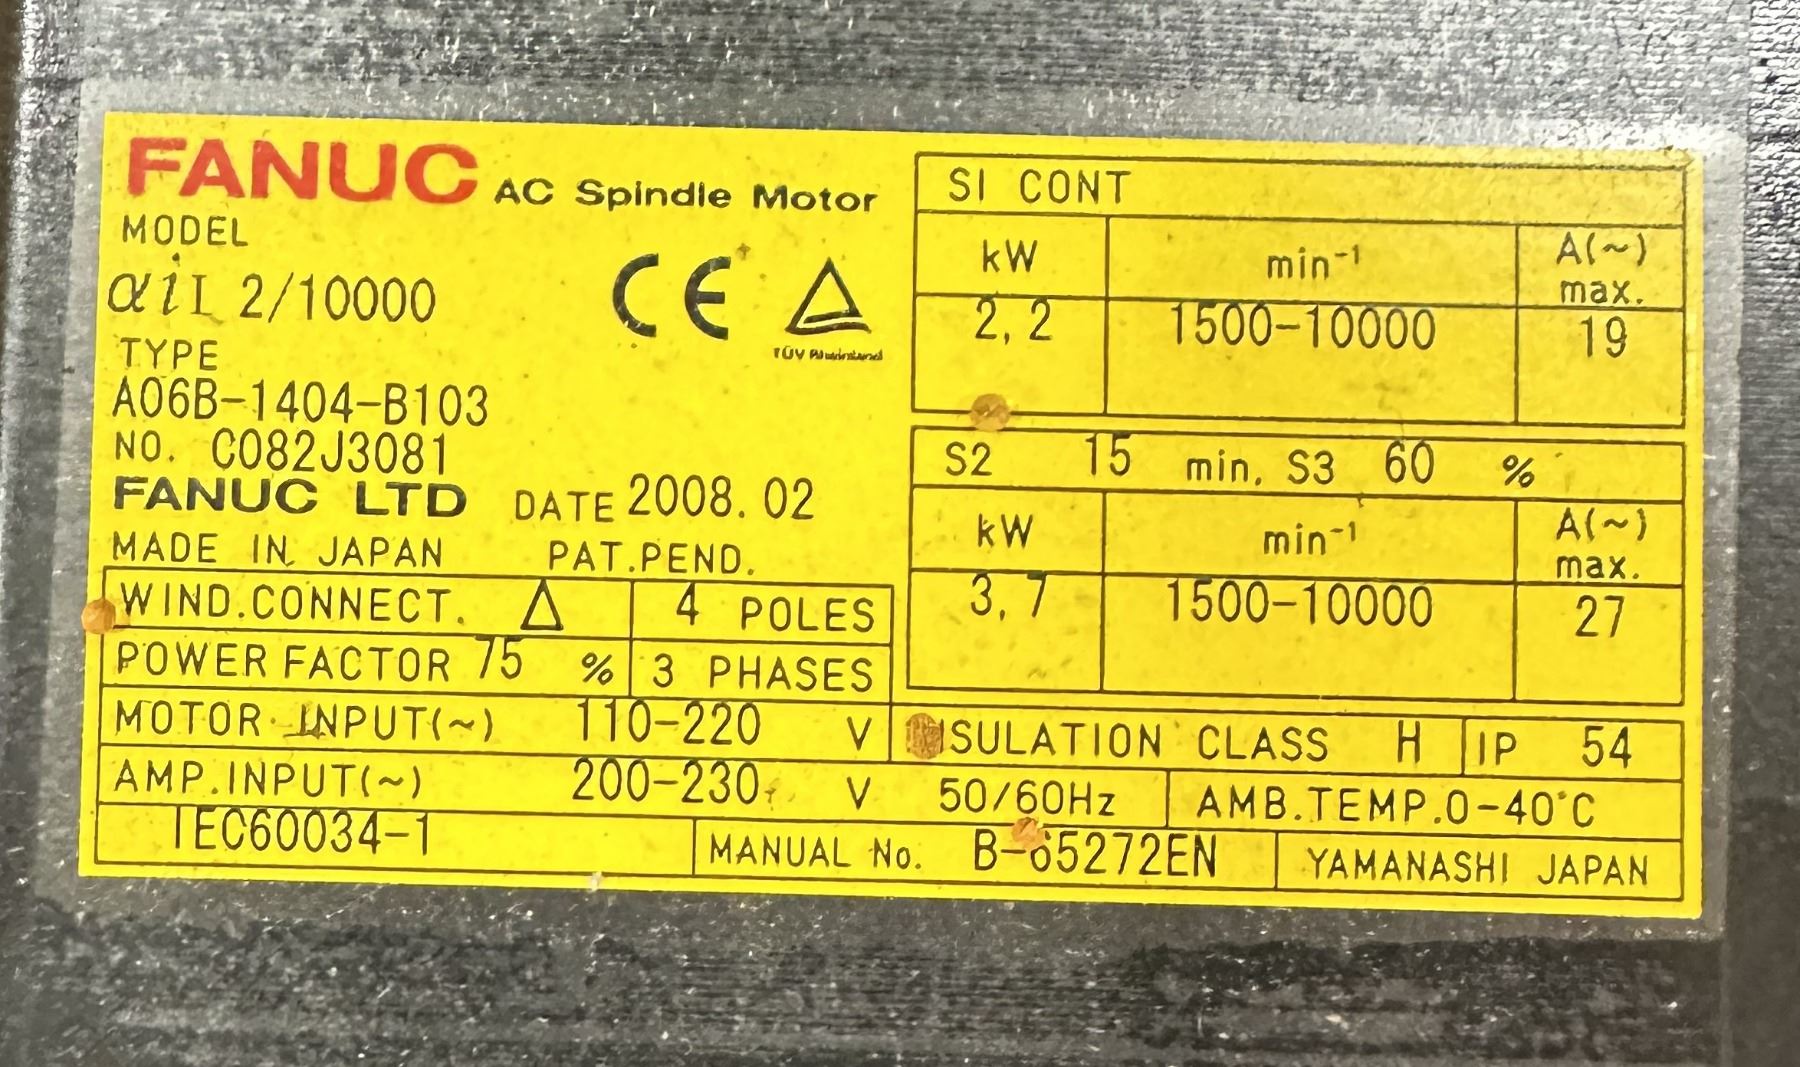 FANUC AC Spindle Motor
MODEL
αiI 2/10000
CE
TÜV Rheinland
TYPE
A06B-1404-B103
NO. C082J3081
FANUC LTD DATE 2008. 02
MADE IN JAPAN PAT.PEND.
WIND.CONNECT. Δ 4 POLES
POWER FACTOR 75 % 3 PHASES
MOTOR INPUT(~) 110-220 V
SI CONT
kW min⁻¹ A(~) max.
2, 2 1500-10000 19
S2 15 min. S3 60 %
kW min⁻¹ A(~) max.
3, 7 1500-10000 27
SULATION CLASS H IP 54
AMP.INPUT(~) 200-230 V 50/60Hz AMB.TEMP.0-40°C
IEC60034-1 MANUAL No. B-65272EN YAMANASHI JAPAN